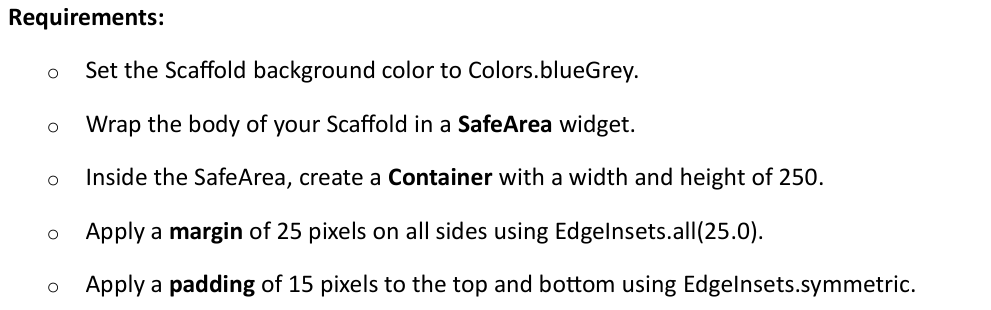 Requirements:
o Set the Scaffold background color to Colors.blueGrey.
o Wrap the body of your Scaffold in a SafeArea widget.
o Inside the SafeArea, create a Container with a width and height of 250.
o Apply a margin of 25 pixels on all sides using EdgeInsets.all(25.0).
o Apply a padding of 15 pixels to the top and bottom using EdgeInsets.symmetric.